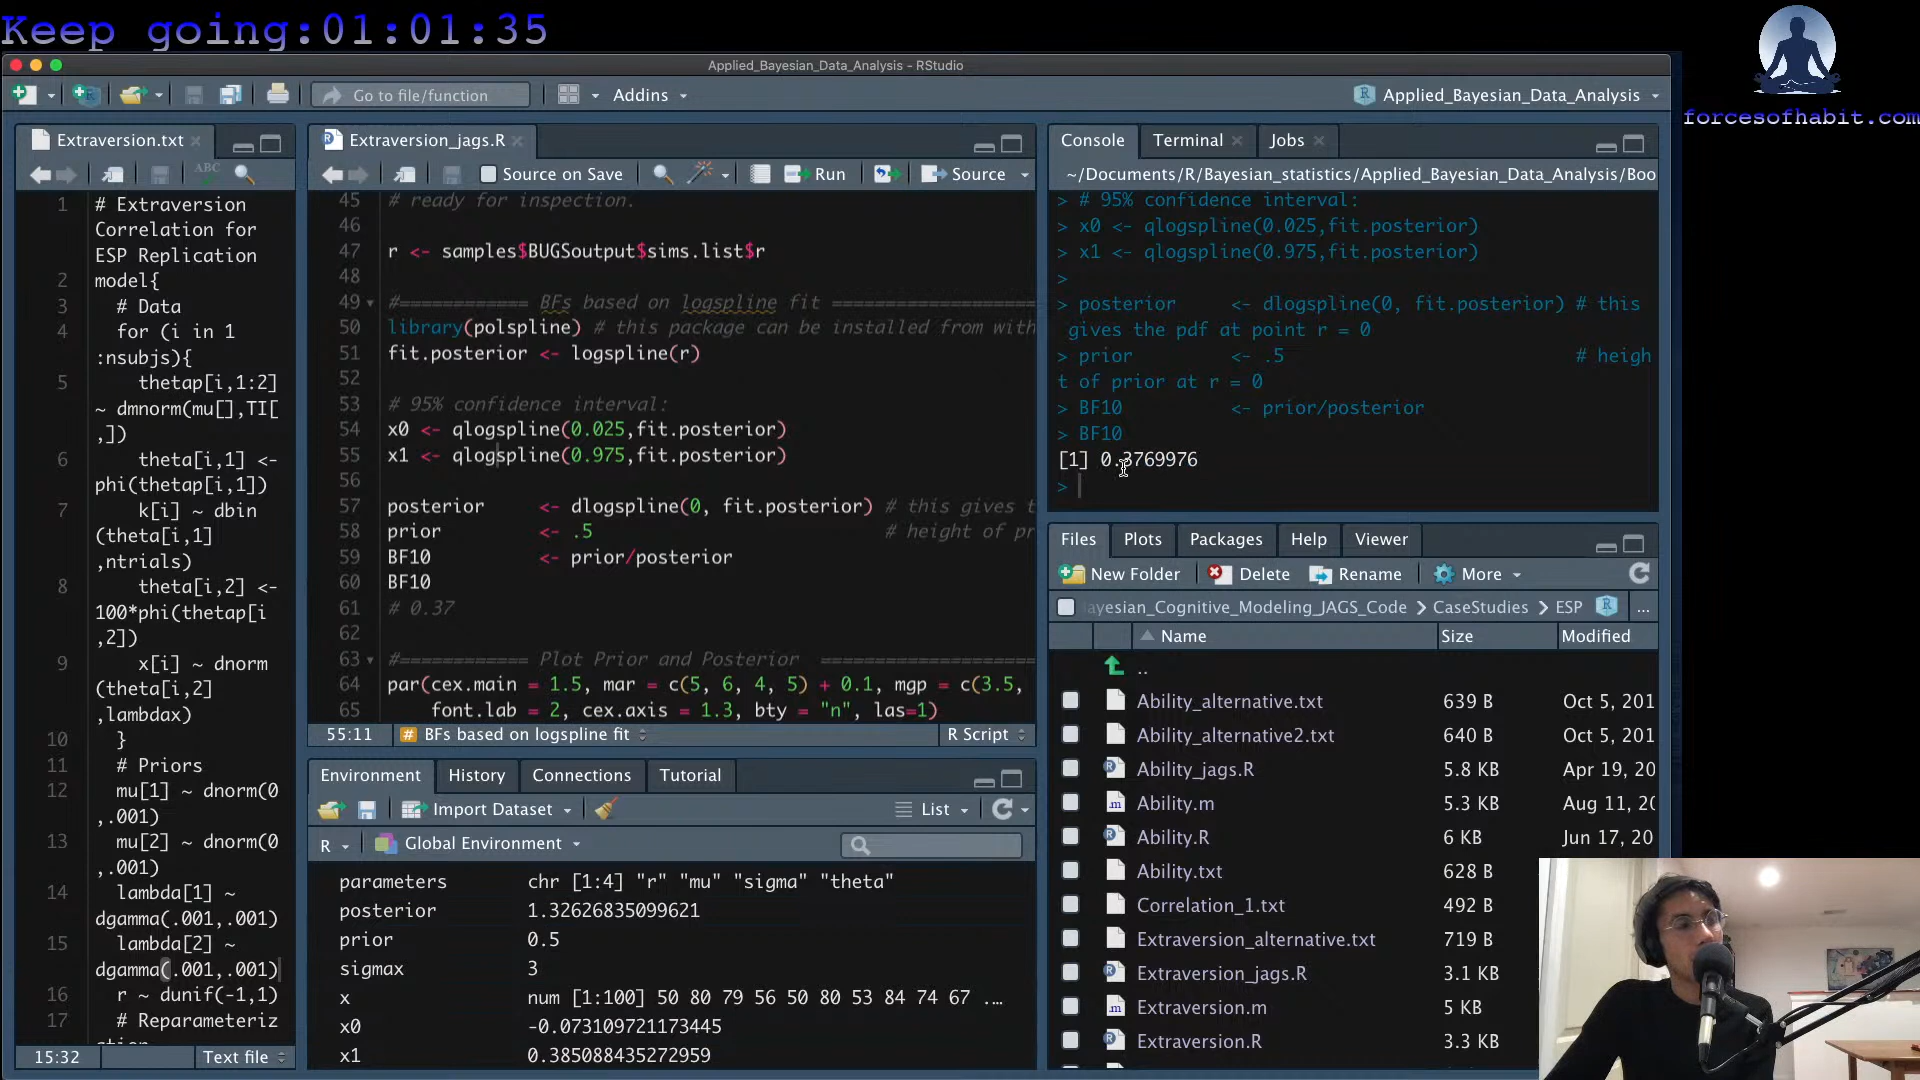 Keep going:01:01:35
forcesofhabit.com
Applied_Bayesian_Data_Analysis - RStudio
Go to file/function
Addins
Applied_Bayesian_Data_Analysis
Extraversion.txt
ABC
1 # Extraversion
Correlation for
ESP Replication
2 model{
3 # Data
4 for (i in 1
:nsubjs){
5 thetap[i,1:2]
~ dmnorm(mu[],TI[
,])
6 theta[i,1] <-
phi(thetap[i,1])
7 k[i] ~ dbin
(theta[i,1]
,ntrials)
8 theta[i,2] <-
100*phi(thetap[i
,2])
9 x[i] ~ dnorm
(theta[i,2]
,lambdax)
10 }
11 # Priors
12 mu[1] ~ dnorm(0
,.001)
13 mu[2] ~ dnorm(0
,.001)
14 lambda[1] ~
dgamma(.001,.001)
15 lambda[2] ~
dgamma(.001,.001)
16 r ~ dunif(-1,1)
17 # Reparameteriz
15:32 Text file
Extraversion_jags.R
Source on Save
Run
Source
45 # ready for inspection.
46
47 r <- samples$BUGSoutput$sims.list$r
48
49 #============ BFs based on logspline fit ==================
50 library(polspline) # this package can be installed from with
51 fit.posterior <- logspline(r)
52
53 # 95% confidence interval:
54 x0 <- qlogspline(0.025,fit.posterior)
55 x1 <- qlogspline(0.975,fit.posterior)
56
57 posterior <- dlogspline(0, fit.posterior) # this gives t
58 prior <- .5 # height of pr
59 BF10 <- prior/posterior
60 BF10
61 # 0.37
62
63 #============ Plot Prior and Posterior ==================
64 par(cex.main = 1.5, mar = c(5, 6, 4, 5) + 0.1, mgp = c(3.5,
65 font.lab = 2, cex.axis = 1.3, bty = "n", las=1)
55:11 # BFs based on logspline fit R Script
Environment History Connections Tutorial
Import Dataset List
R Global Environment
parameters chr [1:4] "r" "mu" "sigma" "theta"
posterior 1.32626835099621
prior 0.5
sigmax 3
x num [1:100] 50 80 79 56 50 80 53 84 74 67 ...
x0 -0.073109721173445
x1 0.385088435272959
Console Terminal Jobs
~/Documents/R/Bayesian_statistics/Applied_Bayesian_Data_Analysis/Boo
> # 95% confidence interval:
> x0 <- qlogspline(0.025,fit.posterior)
> x1 <- qlogspline(0.975,fit.posterior)
>
> posterior <- dlogspline(0, fit.posterior) # this
gives the pdf at point r = 0
> prior <- .5 # heigh
t of prior at r = 0
> BF10 <- prior/posterior
> BF10
[1] 0.3769976
>
Files Plots Packages Help Viewer
New Folder Delete Rename More
ayesian_Cognitive_Modeling_JAGS_Code CaseStudies ESP R ...
Name Size Modified
..
Ability_alternative.txt 639 B Oct 5, 201
Ability_alternative2.txt 640 B Oct 5, 201
Ability_jags.R 5.8 KB Apr 19, 20
Ability.m 5.3 KB Aug 11, 20
Ability.R 6 KB Jun 17, 20
Ability.txt 628 B
Correlation_1.txt 492 B
Extraversion_alternative.txt 719 B
Extraversion_jags.R 3.1 KB
Extraversion.m 5 KB
Extraversion.R 3.3 KB